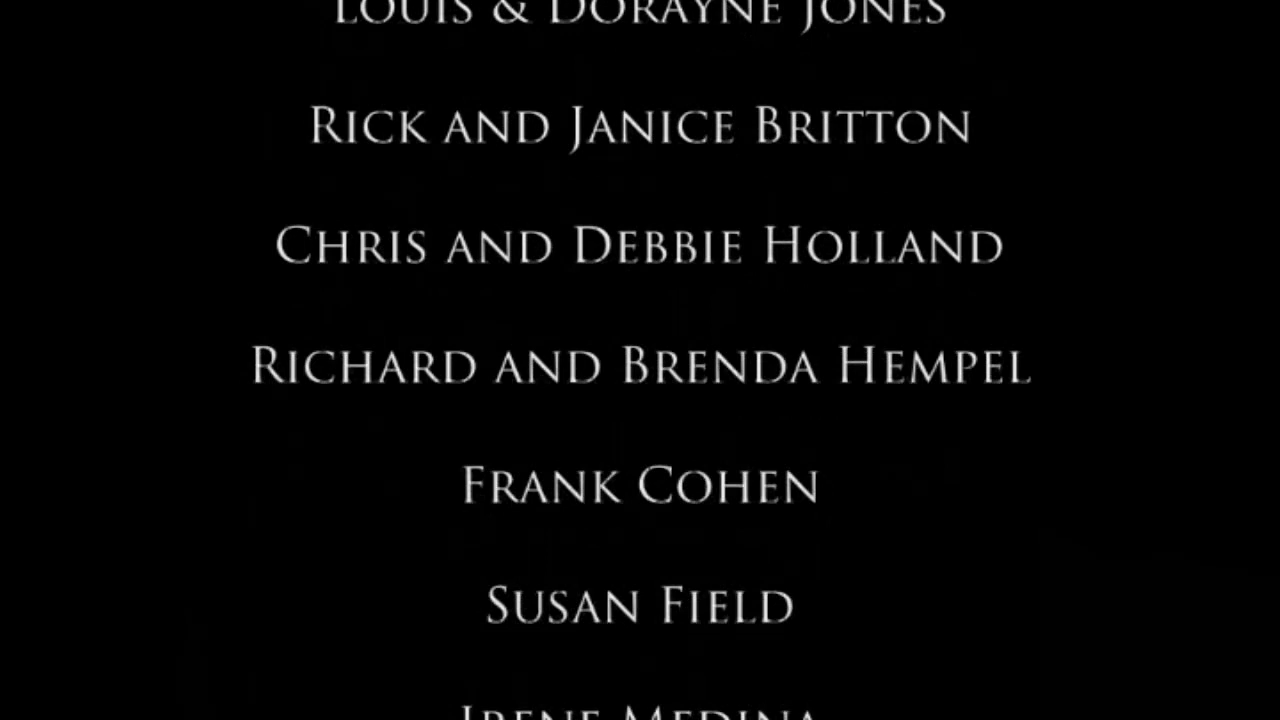 LOUIS & DORAYNE JONES
RICK AND JANICE BRITTON
CHRIS AND DEBBIE HOLLAND
RICHARD AND BRENDA HEMPEL
FRANK COHEN
SUSAN FIELD
IRENE MEDINA